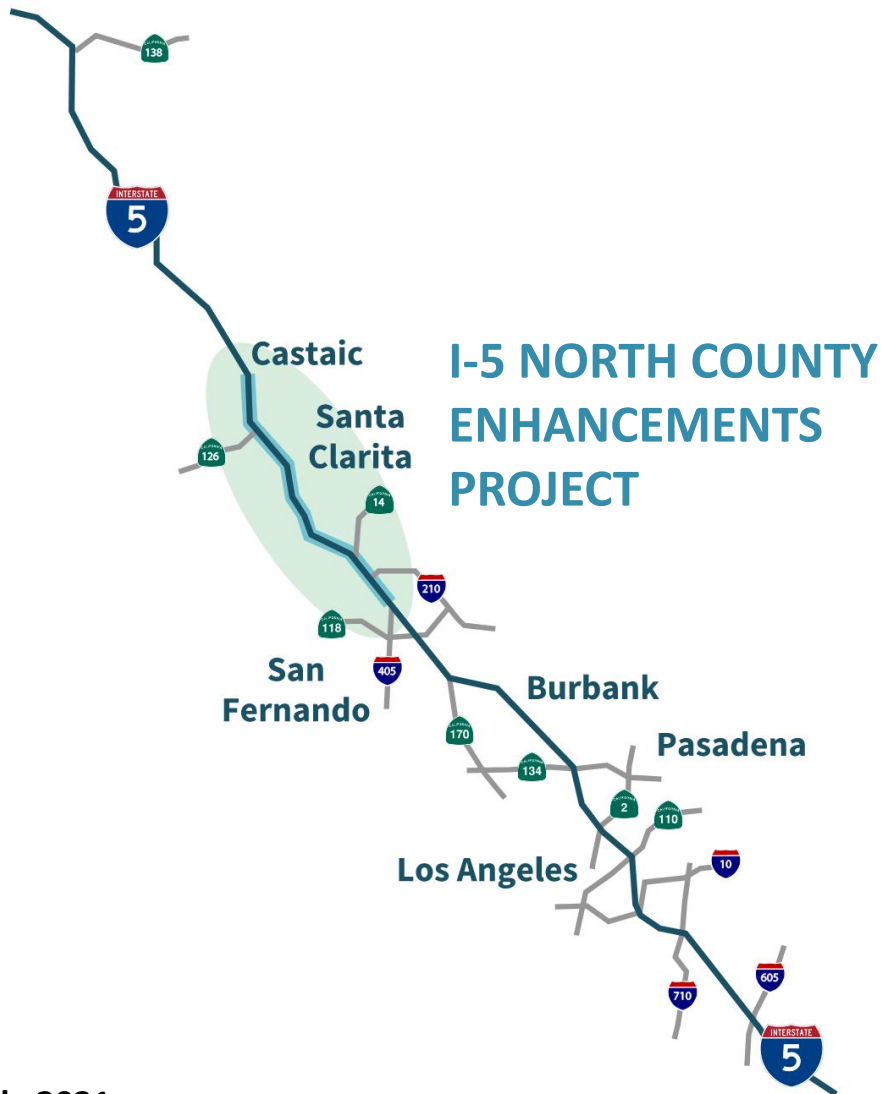 138
INTERSTATE
5
Castaic
I-5 NORTH COUNTY
ENHANCEMENTS
PROJECT
Santa
Clarita
126
14
210
118
405
San
Fernando
Burbank
170
Pasadena
134
2
110
Los Angeles
10
605
710
INTERSTATE
5